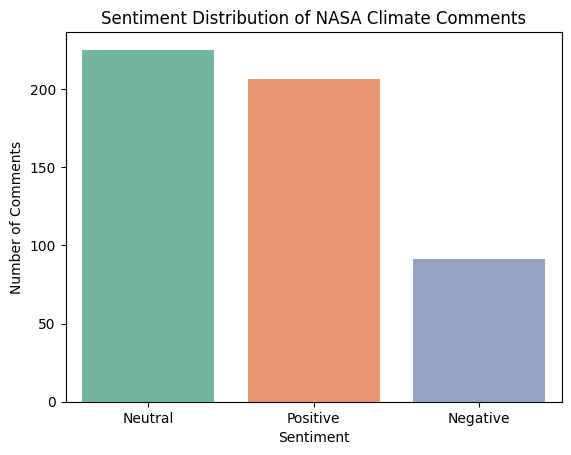 Sentiment Distribution of NASA Climate Comments
Number of Comments
200
150
100
50
0
Neutral Positive Negative
Sentiment